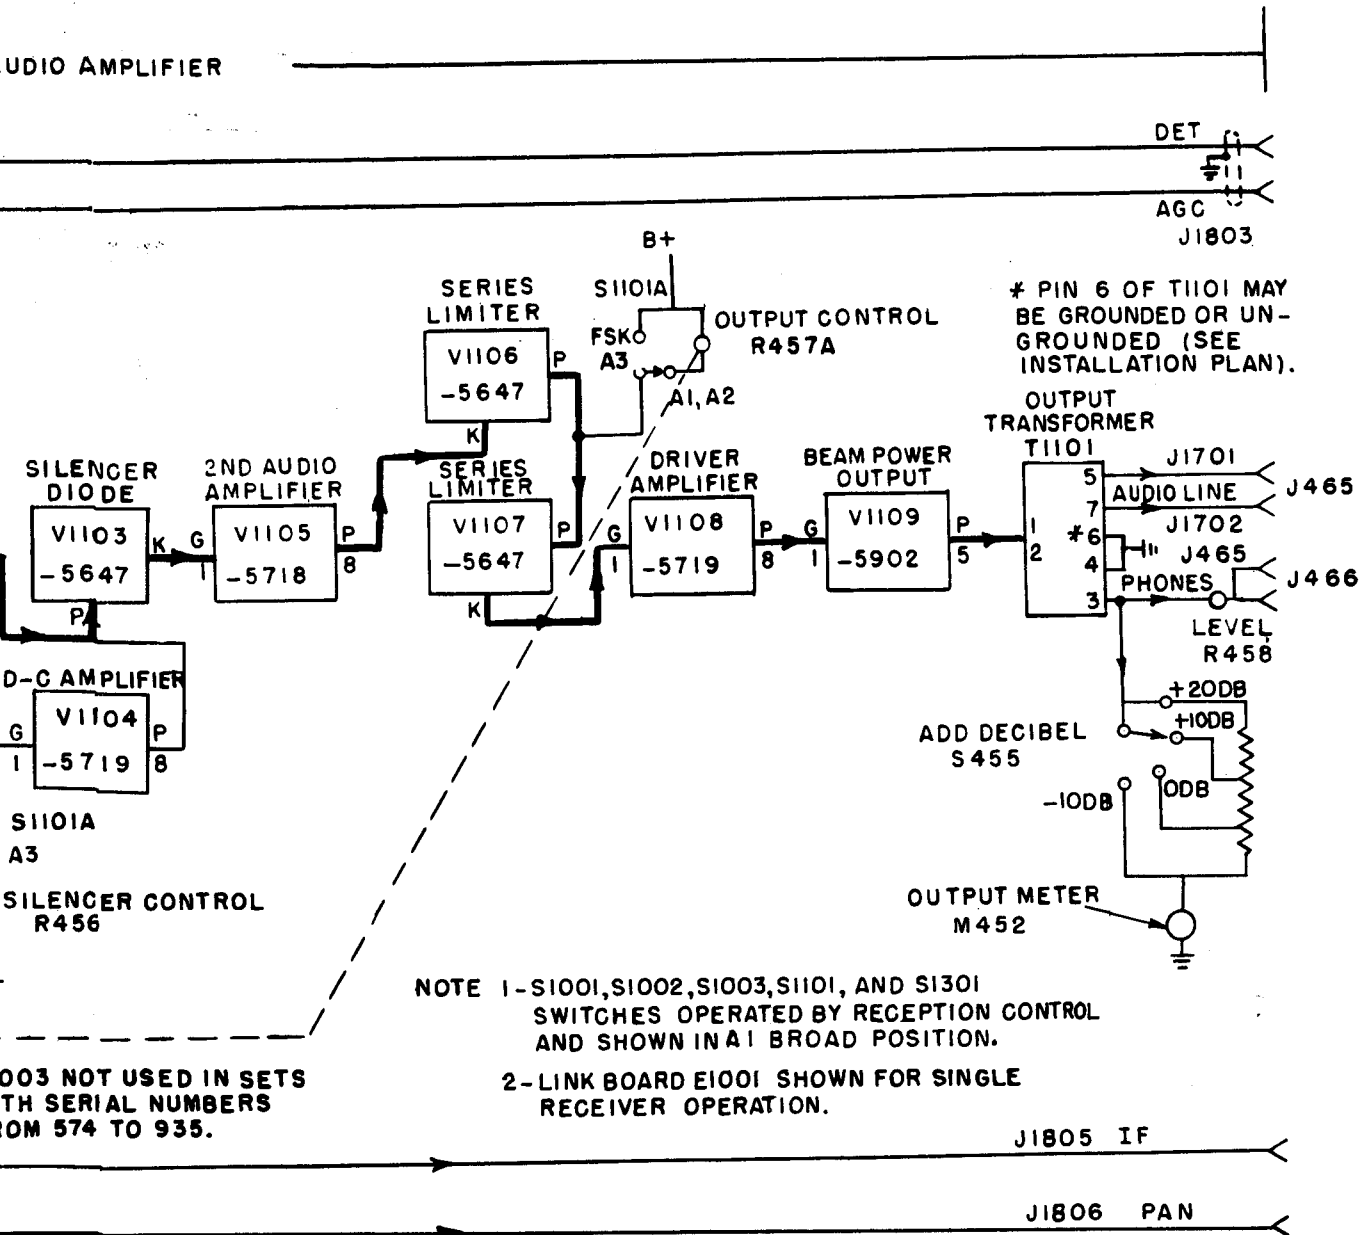 AUDIO AMPLIFIER
DET
AGC
J1803
B+
S1101A
FSK
A3
A1, A2
OUTPUT CONTROL
R457A
* PIN 6 OF T1101 MAY
BE GROUNDED OR UN-
GROUNDED (SEE
INSTALLATION PLAN).
SERIES
LIMITER
V1106
-5647
P
K
SILENCER
DIODE
V1103
-5647
K
P
2ND AUDIO
AMPLIFIER
G
1
V1105
-5718
P
8
SERIES
LIMITER
V1107
-5647
P
K
DRIVER
AMPLIFIER
G
1
V1108
-5719
P
8
BEAM POWER
OUTPUT
G
1
V1109
-5902
P
5
OUTPUT
TRANSFORMER
T1101
1
2
5
7
*6
4
3
J1701
AUDIO LINE
J1702
J465
J465
J466
PHONES
LEVEL
R458
D-C AMPLIFIER
G
1
V1104
-5719
P
8
S1101A
A3
SILENCER CONTROL
R456
ADD DECIBEL
S455
+20DB
+10DB
0DB
-10DB
OUTPUT METER
M452
NOTE 1-S1001,S1002,S1003,S1101, AND S1301
SWITCHES OPERATED BY RECEPTION CONTROL
AND SHOWN IN A1 BROAD POSITION.
2-LINK BOARD E1001 SHOWN FOR SINGLE
RECEIVER OPERATION.
003 NOT USED IN SETS
TH SERIAL NUMBERS
ROM 574 TO 935.
J1805 IF
J1806 PAN